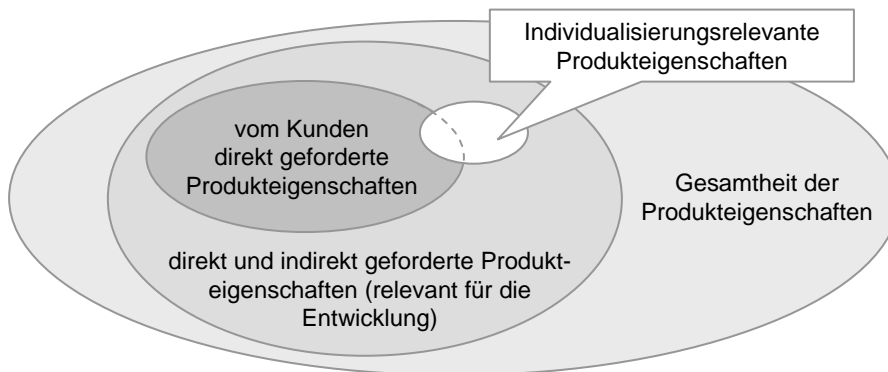 Individualisierungsrelevante
Produkteigenschaften
vom Kunden
direkt geforderte
Produkteigenschaften
Gesamtheit der
Produkteigenschaften
direkt und indirekt geforderte Produkt-
eigenschaften (relevant für die
Entwicklung)